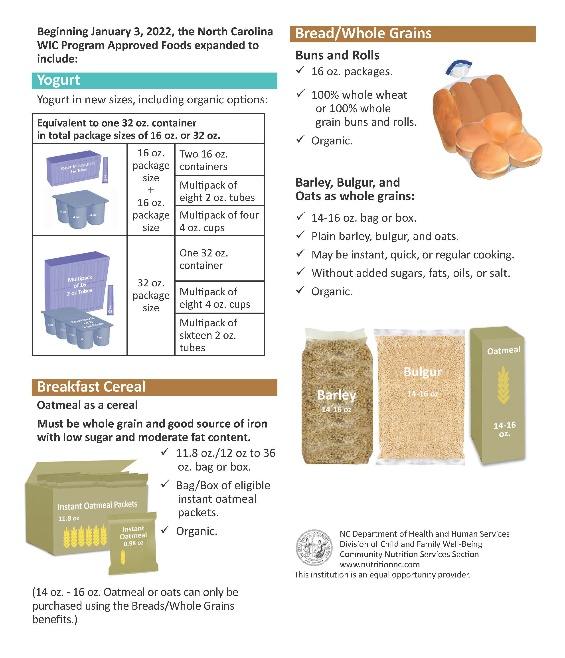 Beginning January 3, 2022, the North Carolina
WIC Program Approved Foods expanded to
include:
Yogurt
Yogurt in new sizes, including organic options:
Equivalent to one 32 oz. container
in total package sizes of 16 oz. or 32 oz.
16 oz.
package
size
+
16 oz.
package
size
Two 16 oz.
containers
Multipack of
eight 2 oz. tubes
Multipack of four
4 oz. cups
Multipack
of 16
2 oz Tubes
32 oz.
package
size
One 32 oz.
container
Multipack of
eight 4 oz. cups
Multipack of
sixteen 2 oz.
tubes
Breakfast Cereal
Oatmeal as a cereal
Must be whole grain and good source of iron
with low sugar and moderate fat content.
✓ 11.8 oz./12 oz to 36
oz. bag or box.
✓ Bag/Box of eligible
instant oatmeal
packets.
✓ Organic.
Instant Oatmeal Packets
11.8 oz
Instant
Oatmeal
0.98 oz
(14 oz. - 16 oz. Oatmeal or oats can only be
purchased using the Breads/Whole Grains
benefits.)
Bread/Whole Grains
Buns and Rolls
✓ 16 oz. packages.
✓ 100% whole wheat
or 100% whole
grain buns and rolls.
✓ Organic.
Barley, Bulgur, and
Oats as whole grains:
✓ 14-16 oz. bag or box.
✓ Plain barley, bulgur, and oats.
✓ May be instant, quick, or regular cooking.
✓ Without added sugars, fats, oils, or salt.
✓ Organic.
Barley
14-16 oz
Bulgur
14-16 oz
Oatmeal
14-16
oz.
NC Department of Health and Human Services
Division of Child and Family Well-Being
Community Nutrition Services Section
www.nutritionnc.com
This institution is an equal opportunity provider.